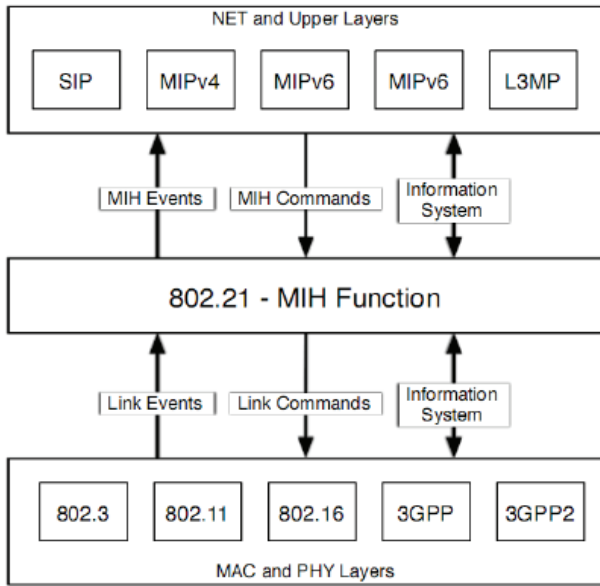 NET and Upper Layers
SIP MIPv4 MIPv6 MIPv6 L3MP
MIH Events MIH Commands Information
System
802.21 - MIH Function
Link Events Link Commands Information
System
802.3 802.11 802.16 3GPP 3GPP2
MAC and PHY Layers